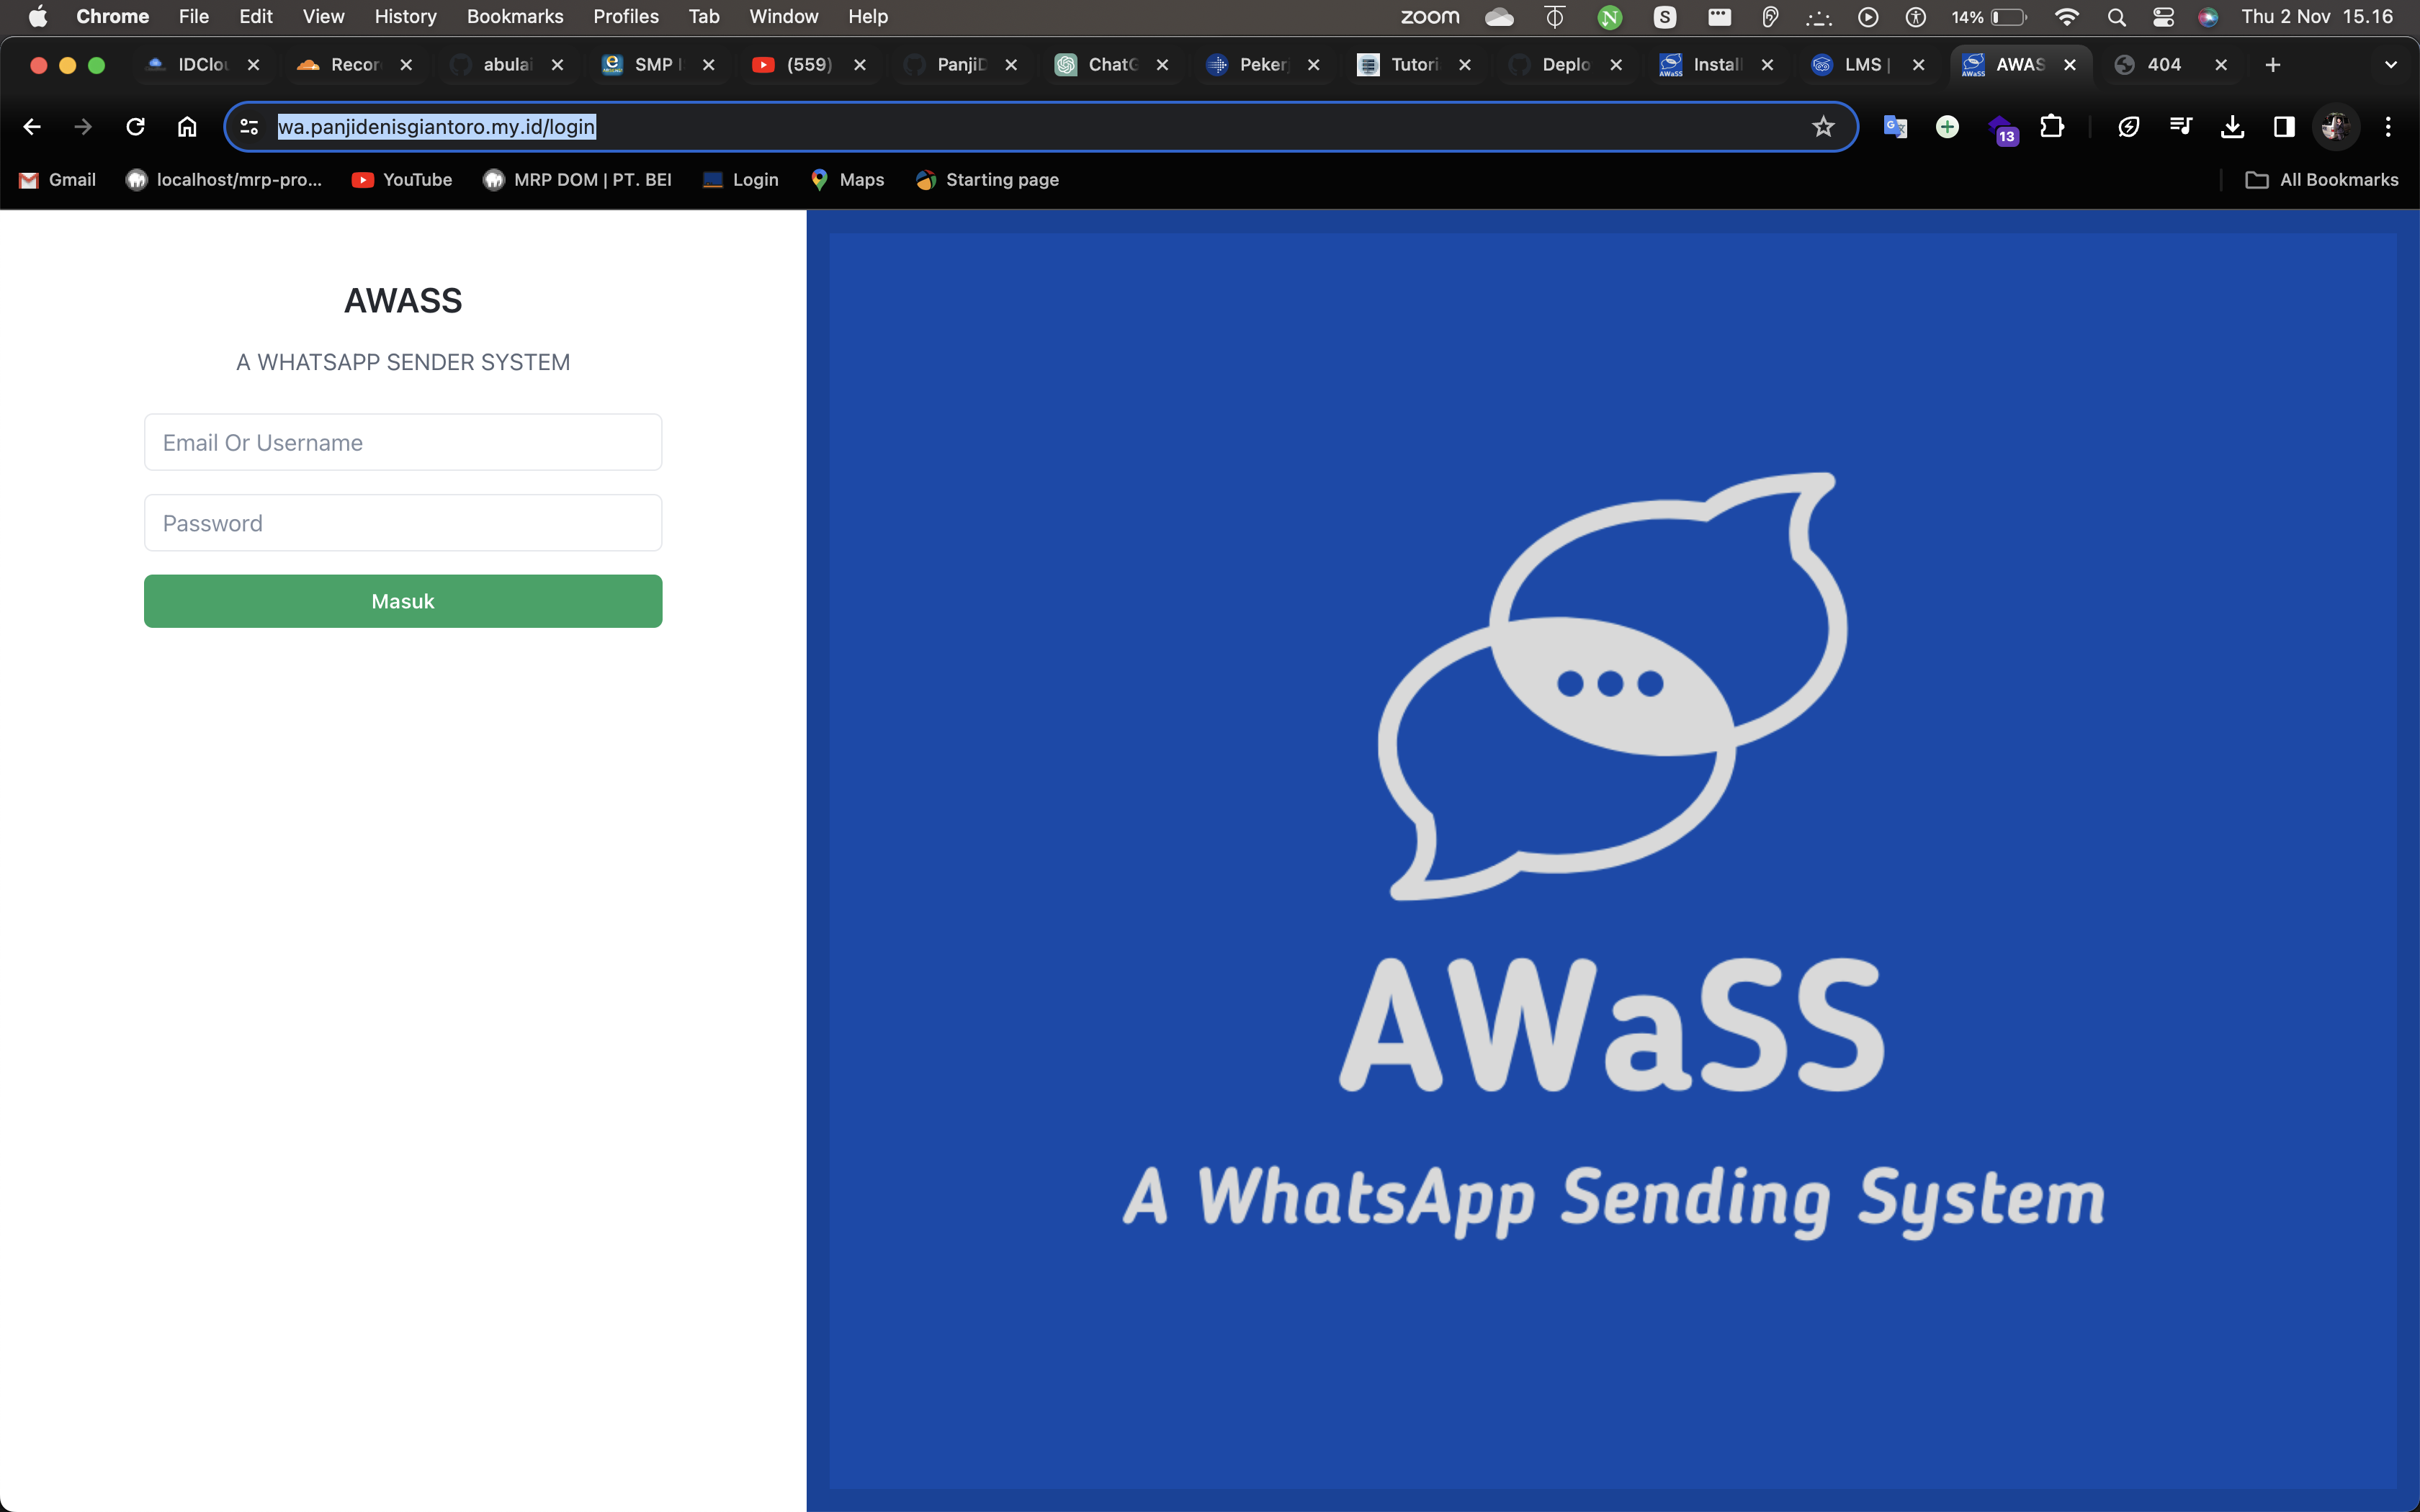 Chrome File Edit View History Bookmarks Profiles Tab Window Help zoom S 14% Thu 2 Nov 15.16
IDClou Recor abulai SMP (559) PanjiD ChatG Pekerj Tutori Deplo Install LMS | AWAS 404
wa.panjidenisgiantoro.my.id/login 13
Gmail localhost/mrp-pro... YouTube MRP DOM | PT. BEI Login Maps Starting page All Bookmarks
AWASS
A WHATSAPP SENDER SYSTEM
Email Or Username
Password
Masuk
AWaSS
A WhatsApp Sending System